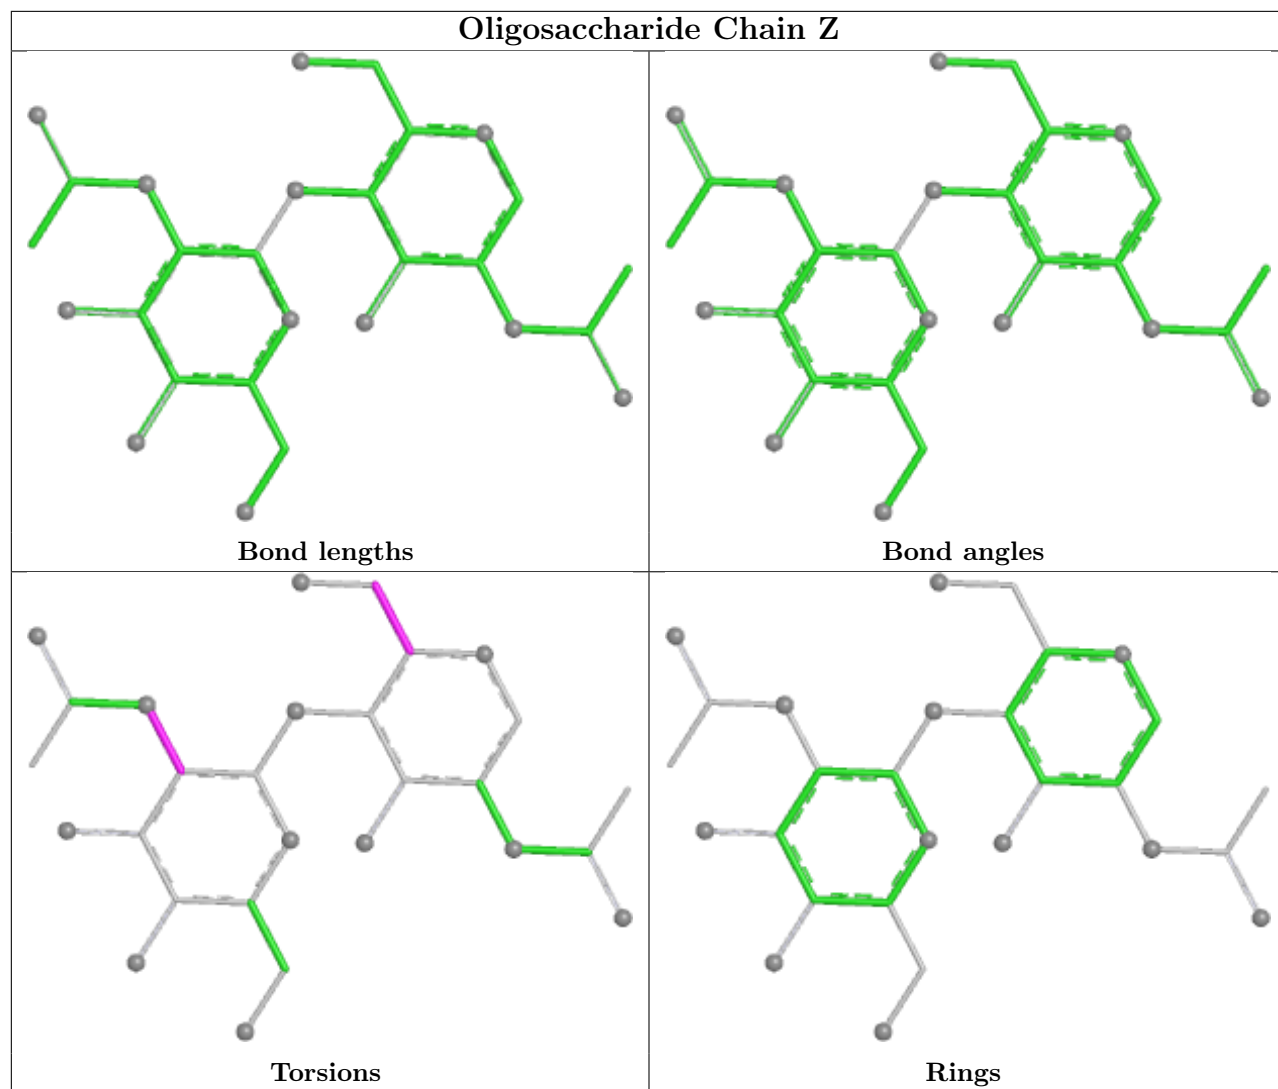 Oligosaccharide Chain Z
Bond lengths
Bond angles
Torsions
Rings